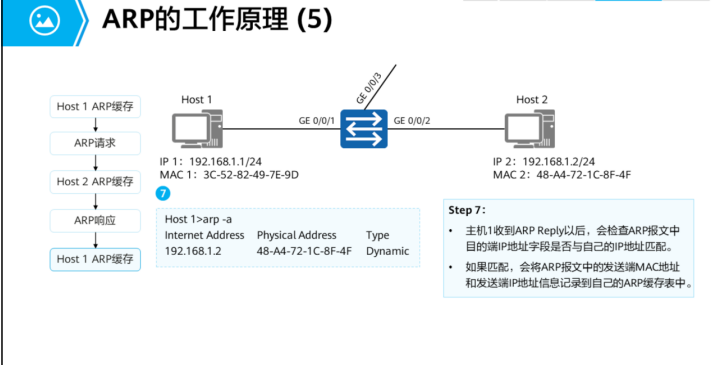 ARP的工作原理 (5)
Host 1 ARP缓存
ARP请求
Host 2 ARP缓存
ARP响应
Host 1 ARP缓存
Host 1
GE 0/0/1
GE 0/0/3
GE 0/0/2
Host 2
IP 1：192.168.1.1/24
MAC 1：3C-52-82-49-7E-9D
IP 2：192.168.1.2/24
MAC 2：48-A4-72-1C-8F-4F
7
Host 1>arp -a
Internet Address Physical Address Type
192.168.1.2 48-A4-72-1C-8F-4F Dynamic
Step 7：
• 主机1收到ARP Reply以后，会检查ARP报文中
目的端IP地址字段是否与自己的IP地址匹配。
• 如果匹配，会将ARP报文中的发送端MAC地址
和发送端IP地址信息记录到自己的ARP缓存表中。